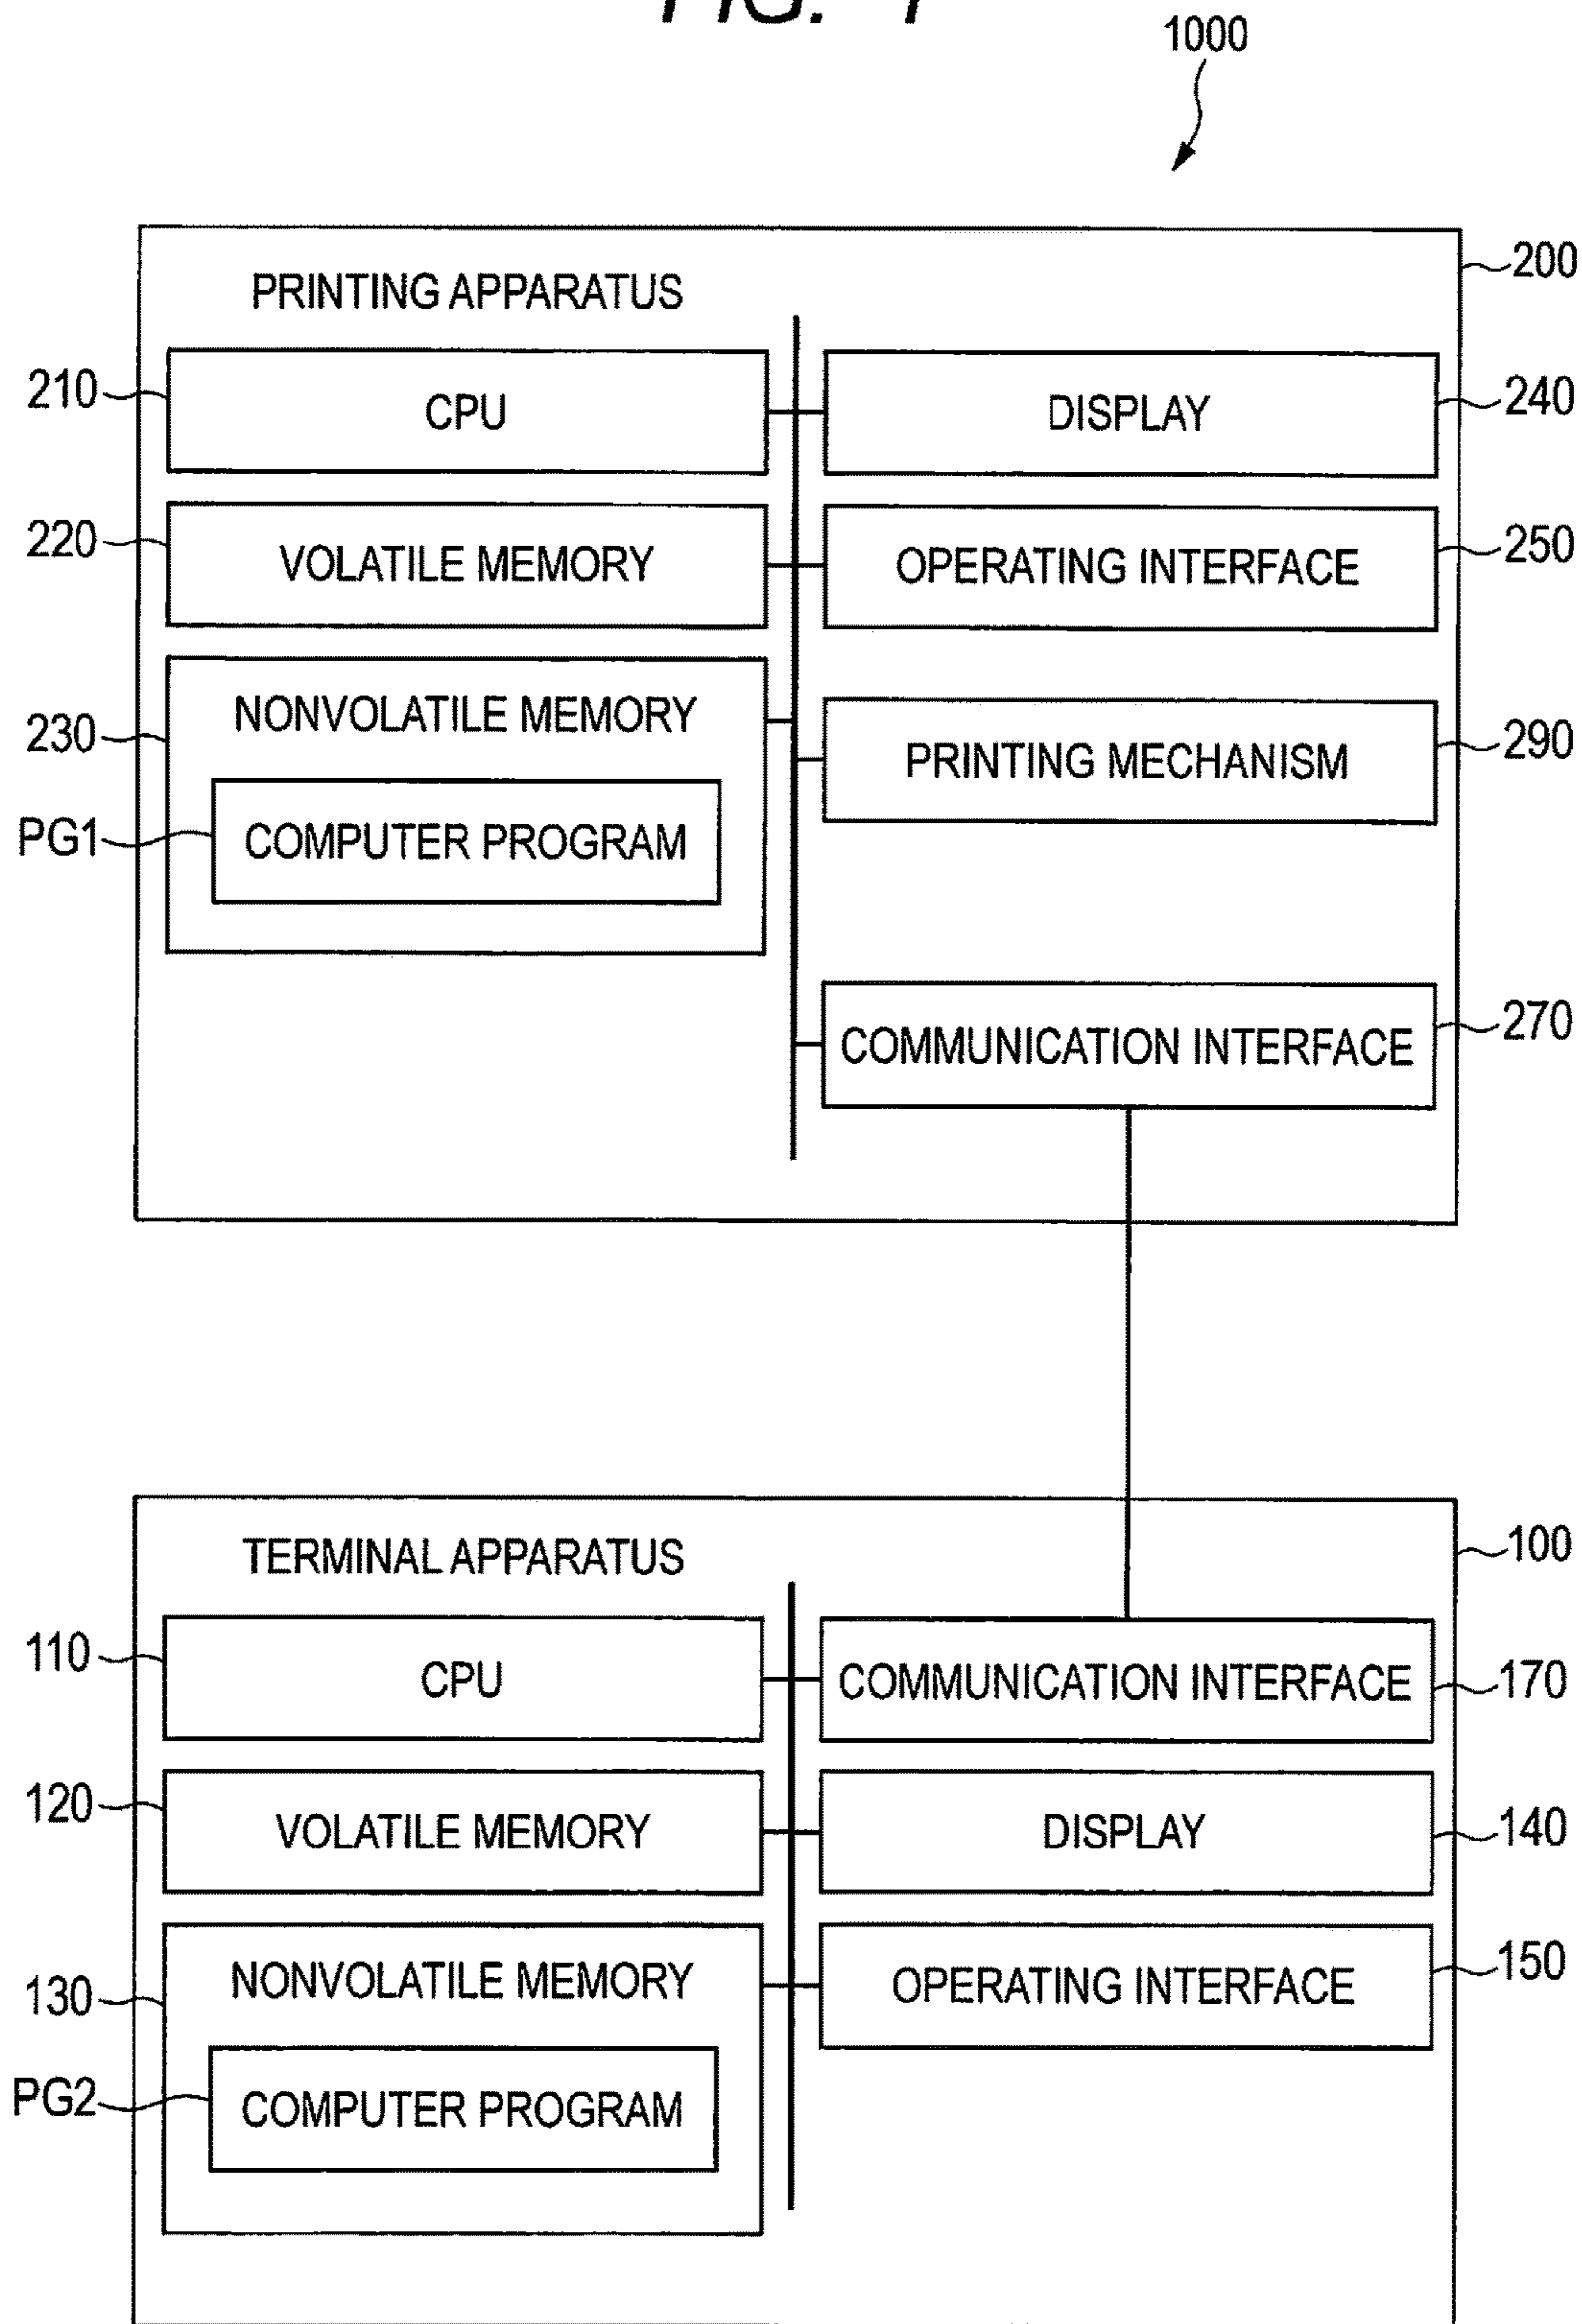 FIG. 1
1000
PRINTING APPARATUS
200
210
CPU
DISPLAY
240
220
VOLATILE MEMORY
OPERATING INTERFACE
250
230
NONVOLATILE MEMORY
PRINTING MECHANISM
290
PG1
COMPUTER PROGRAM
COMMUNICATION INTERFACE
270
TERMINAL APPARATUS
100
110
CPU
COMMUNICATION INTERFACE
170
120
VOLATILE MEMORY
DISPLAY
140
130
NONVOLATILE MEMORY
OPERATING INTERFACE
150
PG2
COMPUTER PROGRAM